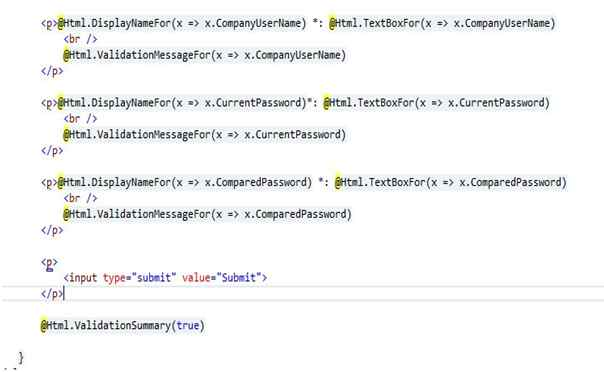 <p>@Html.DisplayNameFor(x => x.CompanyUserName) *: @Html.TextBoxFor(x => x.CompanyUserName)
<br />
@Html.ValidationMessageFor(x => x.CompanyUserName)
</p>
<p>@Html.DisplayNameFor(x => x.CurrentPassword)*: @Html.TextBoxFor(x => x.CurrentPassword)
<br />
@Html.ValidationMessageFor(x => x.CurrentPassword)
</p>
<p>@Html.DisplayNameFor(x => x.ComparedPassword) *: @Html.TextBoxFor(x => x.ComparedPassword)
<br />
@Html.ValidationMessageFor(x => x.ComparedPassword)
</p>
<p>
<input type="submit" value="Submit">
</p>
@Html.ValidationSummary(true)
}